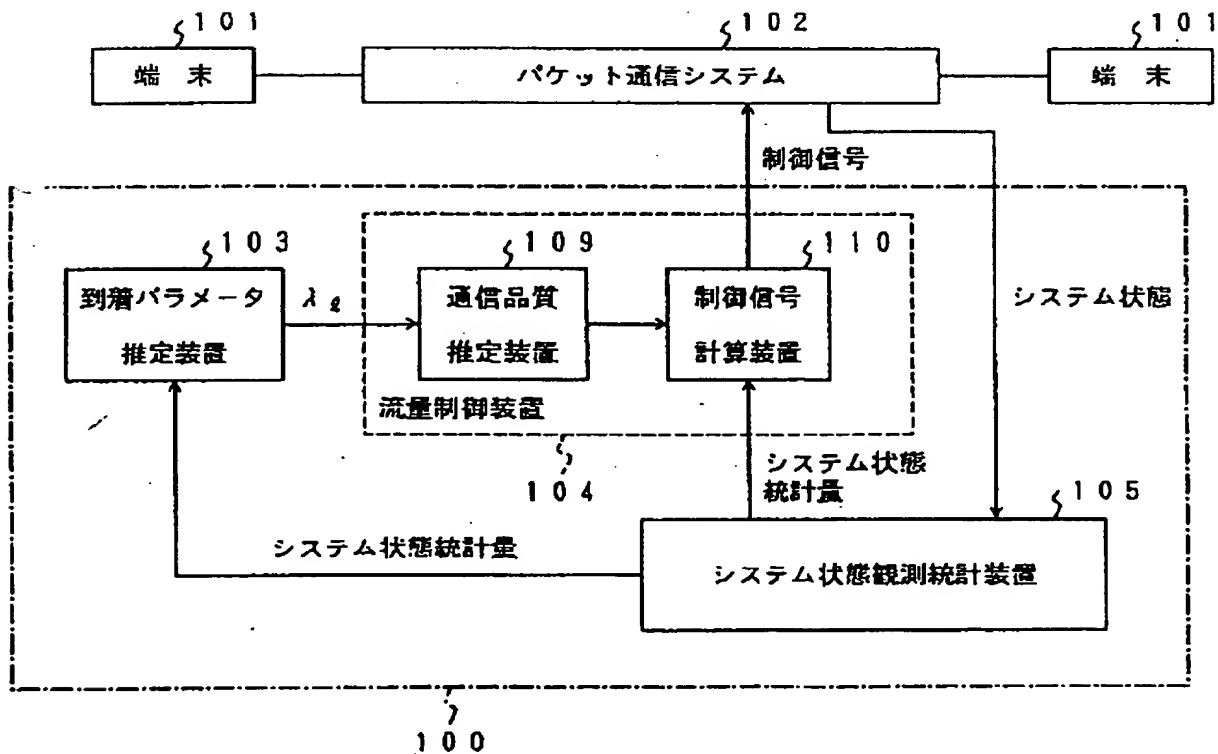 101
102
101
端 末
パケット通信システム
端 末
制御信号
103
109
110
到着パラメータ
推定装置
λ
通信品質
推定装置
制御信号
計算装置
システム状態
流量制御装置
104
システム状態
統計量
105
システム状態統計量
システム状態観測統計装置
100